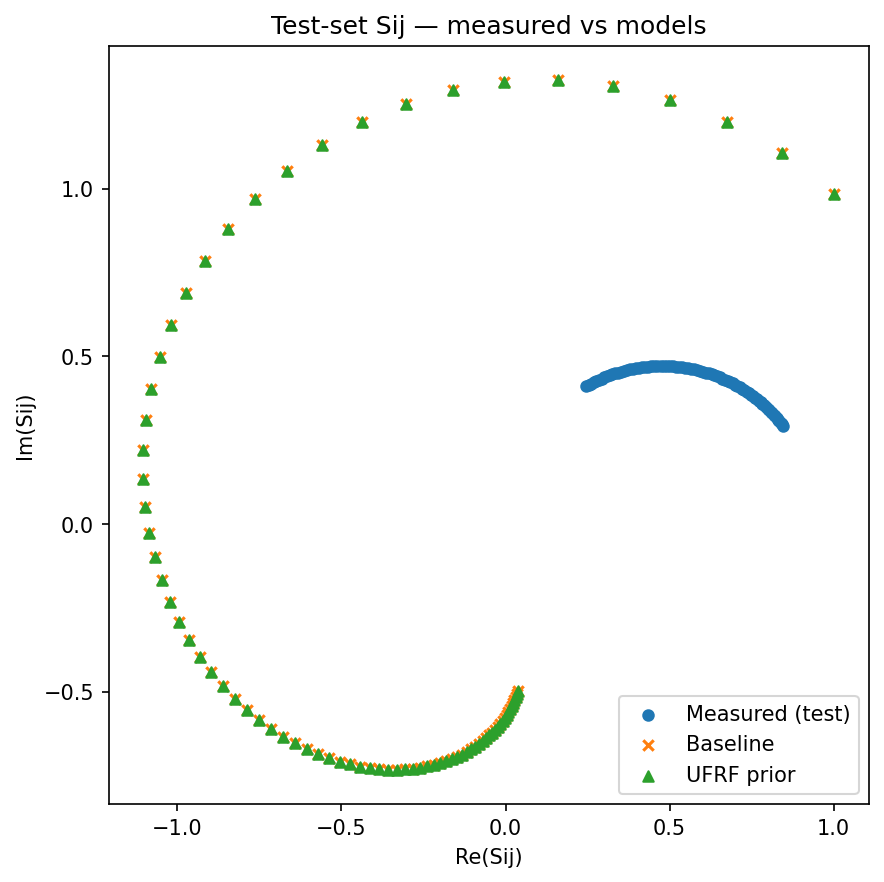 Test-set Sij — measured vs models
1.0
0.5
0.0
−0.5
Im(Sij)
−1.0
−0.5
0.0
0.5
1.0
Re(Sij)
Measured (test)
Baseline
UFRF prior